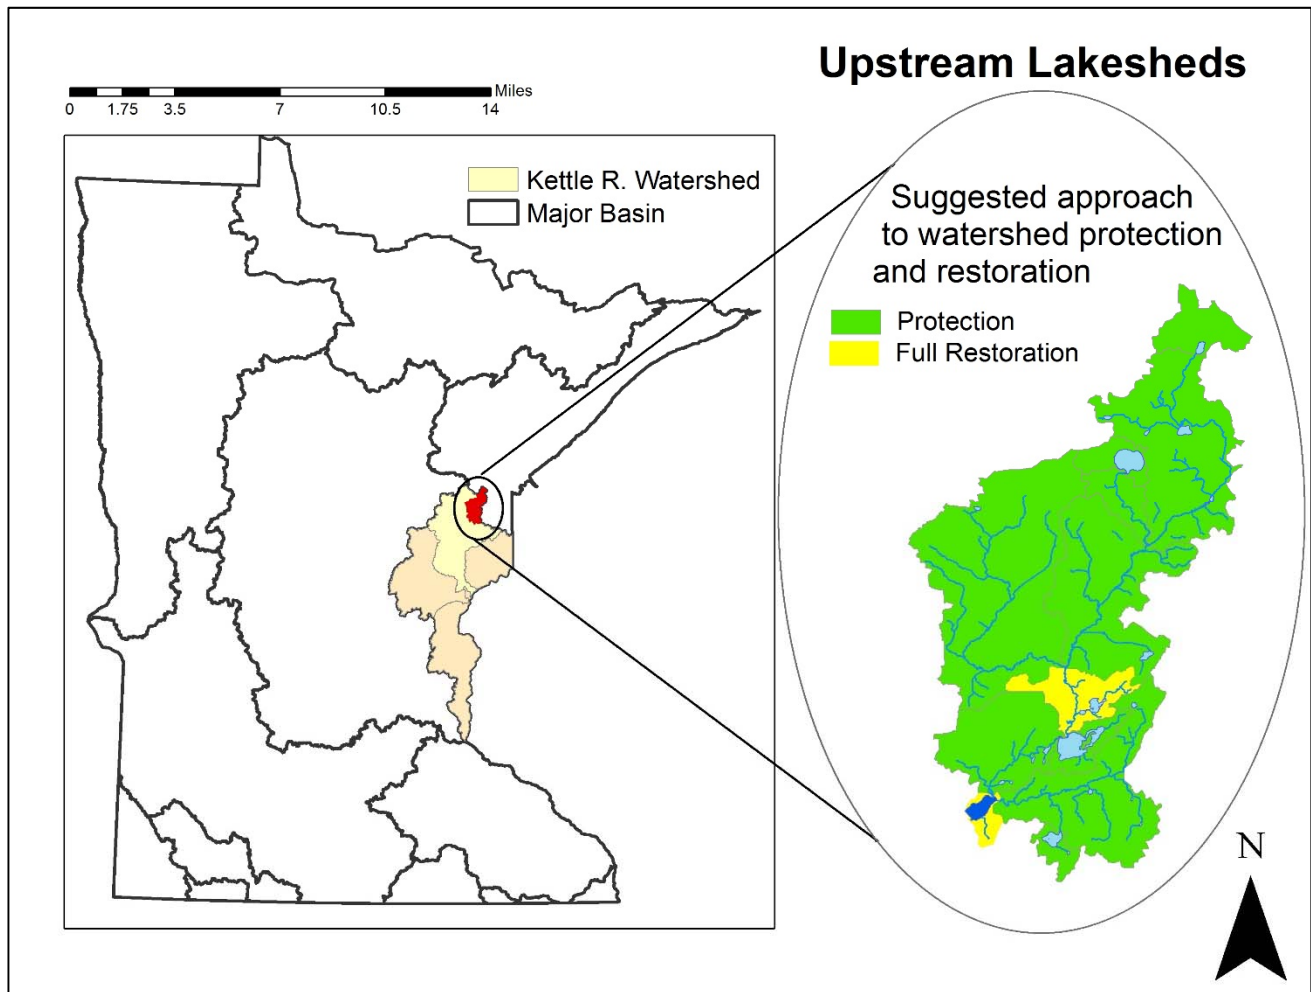 Upstream Lakesheds
Miles
0 1.75 3.5 7 10.5 14
Kettle R. Watershed
Major Basin
Suggested approach
to watershed protection
and restoration
Protection
Full Restoration
N